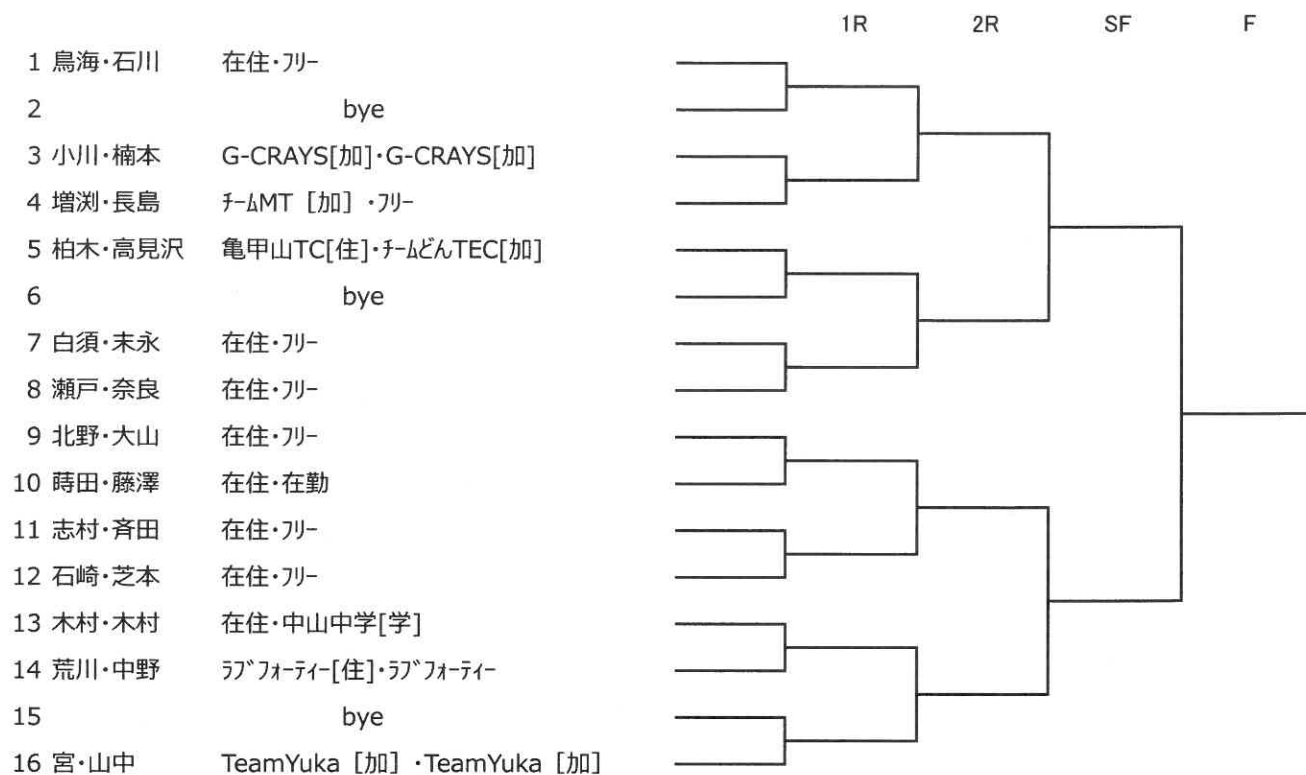 1R 2R SF F
1 鳥海・石川 在住・フリー
2 bye
3 小川・楠本 G-CRAYS[加]・G-CRAYS[加]
4 増渕・長島 ﾁｰﾑMT [加] ・フリー
5 柏木・高見沢 亀甲山TC[住]・ﾁｰﾑどんTEC[加]
6 bye
7 白須・末永 在住・フリー
8 瀬戸・奈良 在住・フリー
9 北野・大山 在住・フリー
10 蒔田・藤澤 在住・在勤
11 志村・斉田 在住・フリー
12 石崎・芝本 在住・フリー
13 木村・木村 在住・中山中学[学]
14 荒川・中野 ﾗﾌﾞﾌｫｰﾃｨｰ[住]・ﾗﾌﾞﾌｫｰﾃｨｰ
15 bye
16 宮・山中 TeamYuka [加] ・TeamYuka [加]